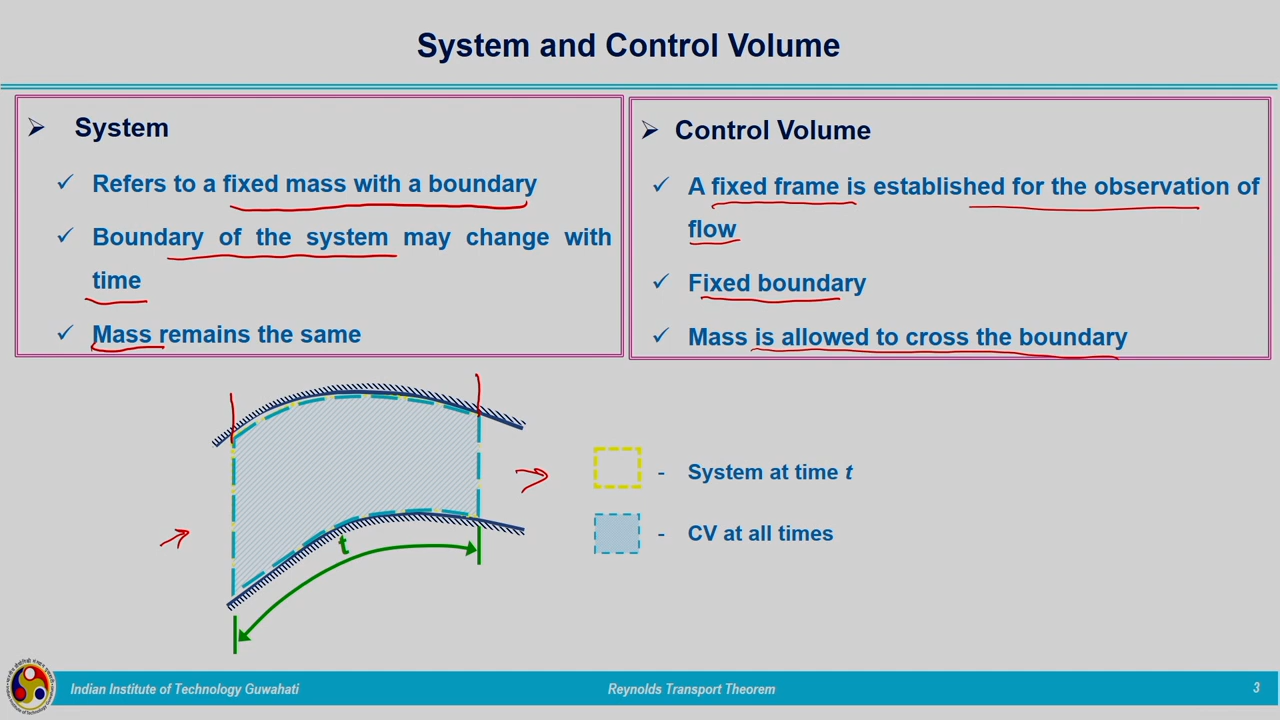 System and Control Volume
System
Refers to a fixed mass with a boundary
Boundary of the system may change with
time
Mass remains the same
Control Volume
A fixed frame is established for the observation of
flow
Fixed boundary
Mass is allowed to cross the boundary
t
- System at time t
- CV at all times
Indian Institute of Technology Guwahati
Reynolds Transport Theorem
3